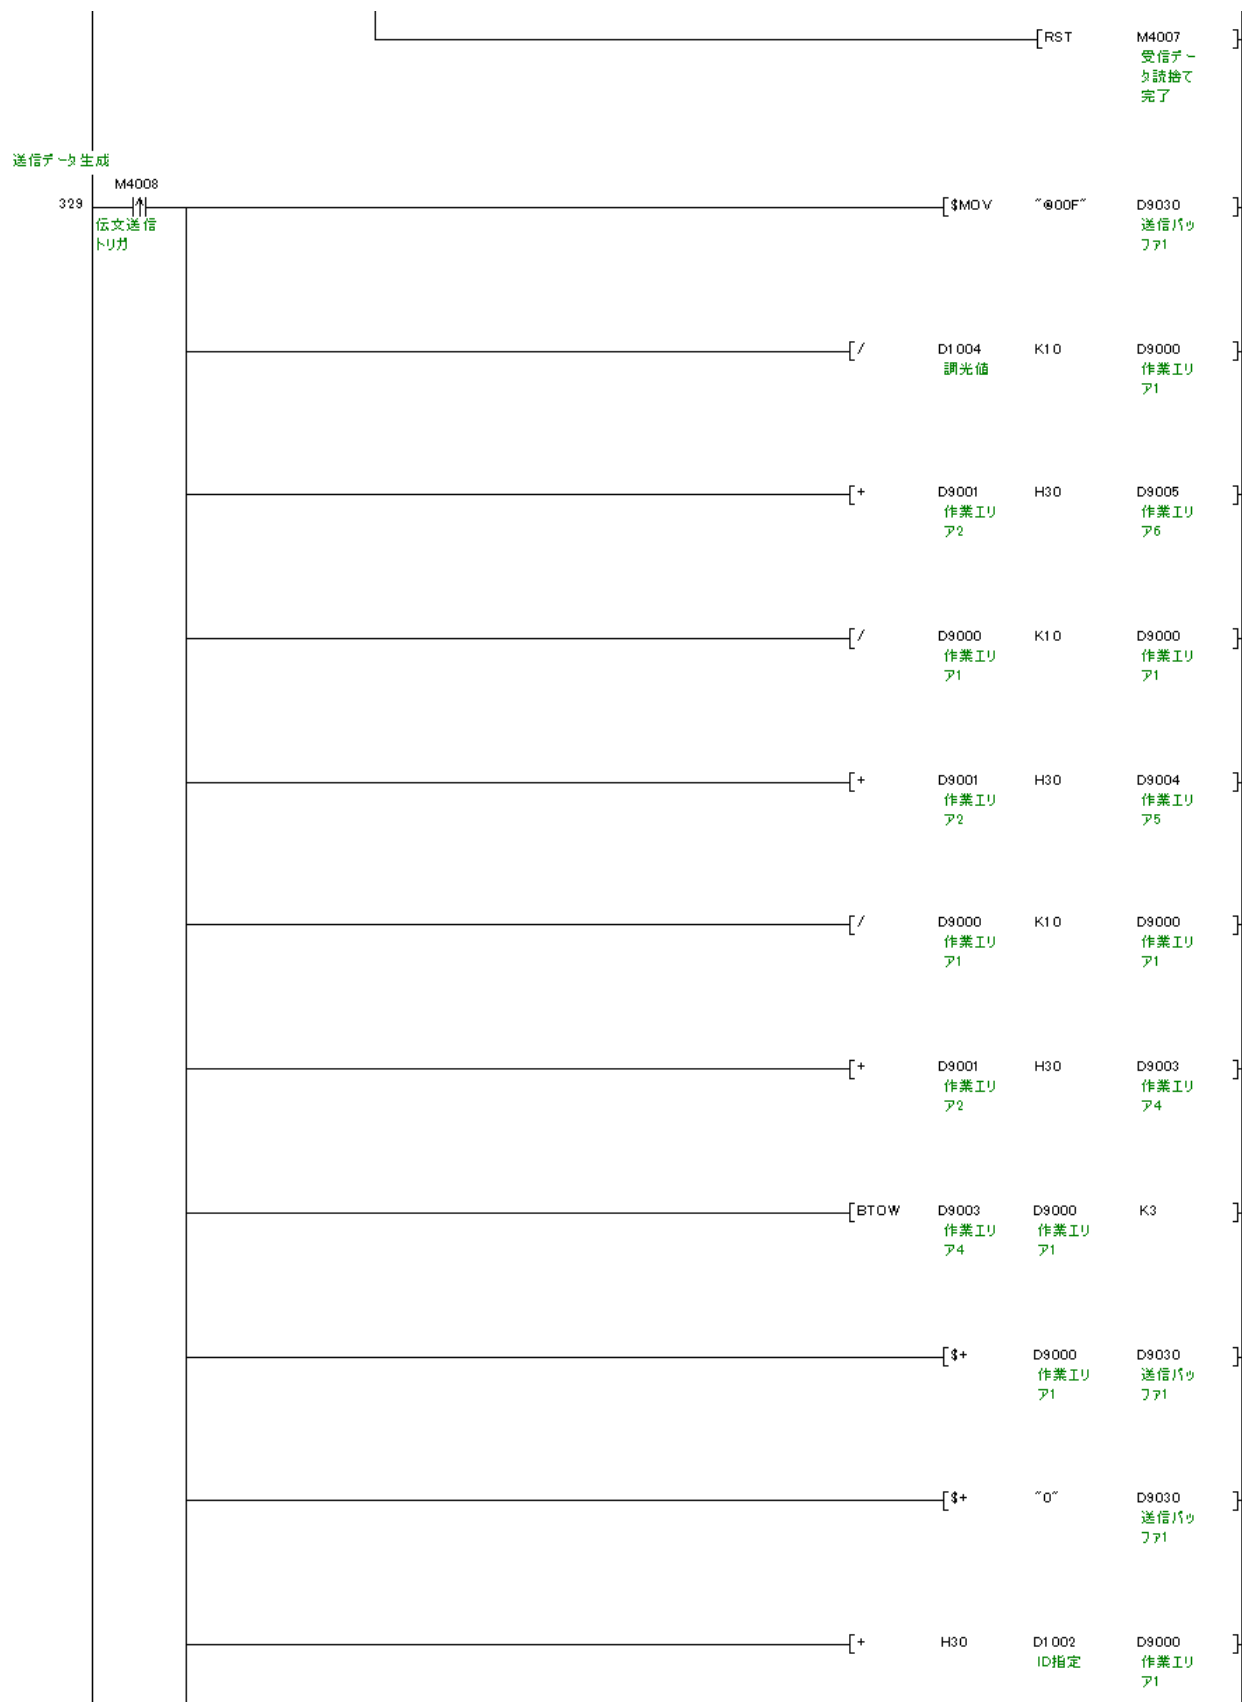 [RST M4007 ]
受信デー
タ読捨て
完了
送信データ生成
M4008
329 [$MOV "@00F" D9030 ]
伝文送信 送信バッ
トリガ ファ1
[/ D1004 K10 D9000 ]
調光値 作業エリ
ア1
[+ D9001 H30 D9005 ]
作業エリ 作業エリ
ア2 ア6
[/ D9000 K10 D9000 ]
作業エリ 作業エリ
ア1 ア1
[+ D9001 H30 D9004 ]
作業エリ 作業エリ
ア2 ア5
[/ D9000 K10 D9000 ]
作業エリ 作業エリ
ア1 ア1
[+ D9001 H30 D9003 ]
作業エリ 作業エリ
ア2 ア4
[BTOW D9003 D9000 K3 ]
作業エリ 作業エリ
ア4 ア1
[$+ D9000 D9030 ]
作業エリ 送信バッ
ア1 ファ1
[$+ "0" D9030 ]
送信バッ
ファ1
[+ H30 D1002 D9000 ]
ID指定 作業エリ
ア1